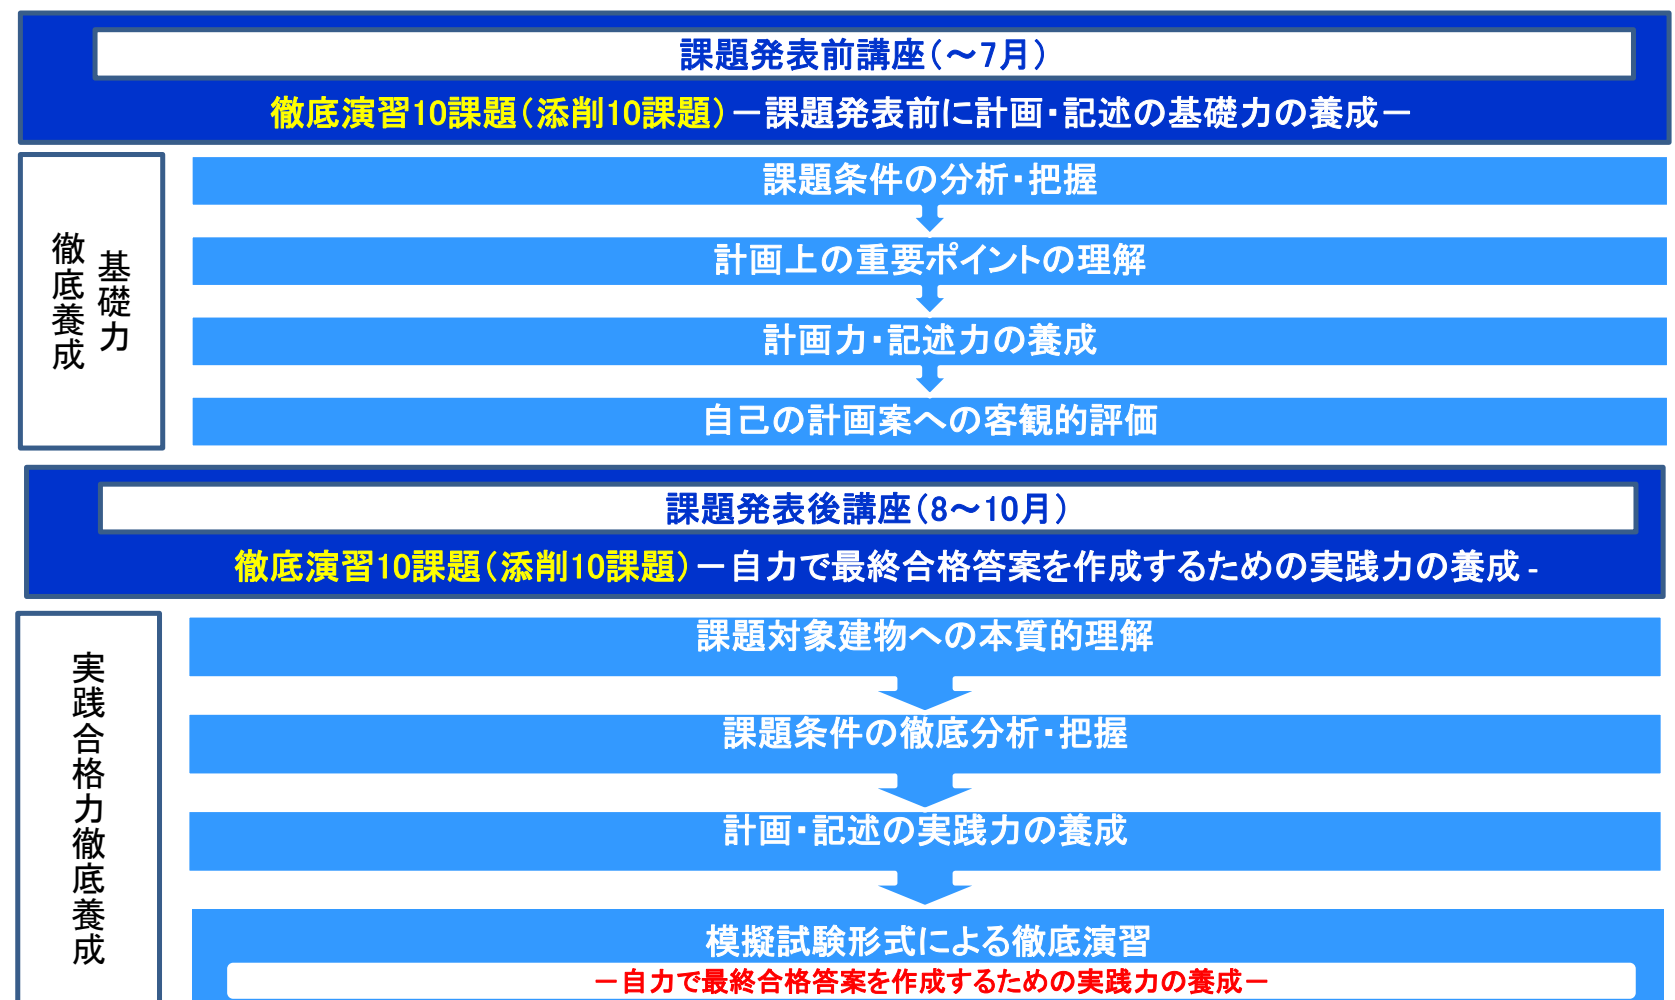 課題発表前講座(～7月)
徹底演習10課題(添削10課題)－課題発表前に計画・記述の基礎力の養成－
基礎力
徹底養成
課題条件の分析・把握
計画上の重要ポイントの理解
計画力・記述力の養成
自己の計画案への客観的評価
課題発表後講座(8～10月)
徹底演習10課題(添削10課題)－自力で最終合格答案を作成するための実践力の養成-
実践合格力徹底養成
課題対象建物への本質的理解
課題条件の徹底分析・把握
計画・記述の実践力の養成
模擬試験形式による徹底演習
－自力で最終合格答案を作成するための実践力の養成－